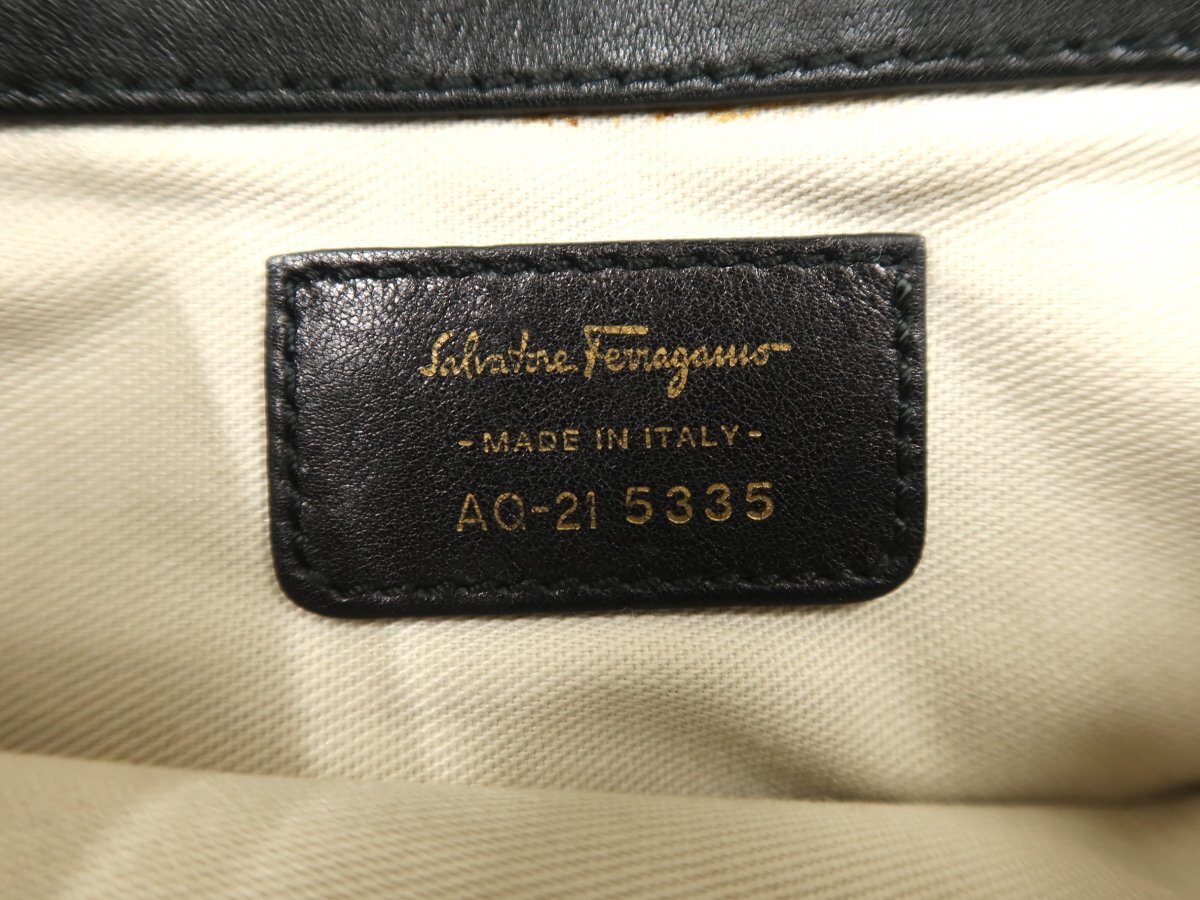 Salvatore Ferragamo
-MADE IN ITALY-
AQ-21 5335